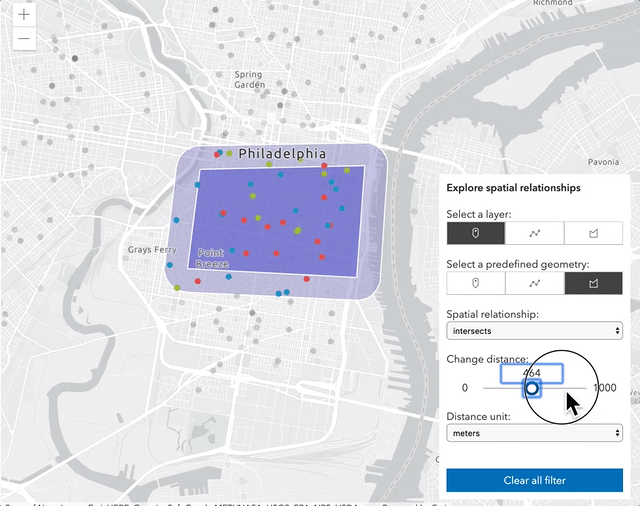 Richmond
+
−
Spring
Garden
Philadelphia
Pavonia
Grays Ferry
Point
Breeze
Explore spatial relationships
Select a layer:
Select a predefined geometry:
Spatial relationship:
intersects
Change distance:
464
0
1000
Distance unit:
meters
Clear all filter